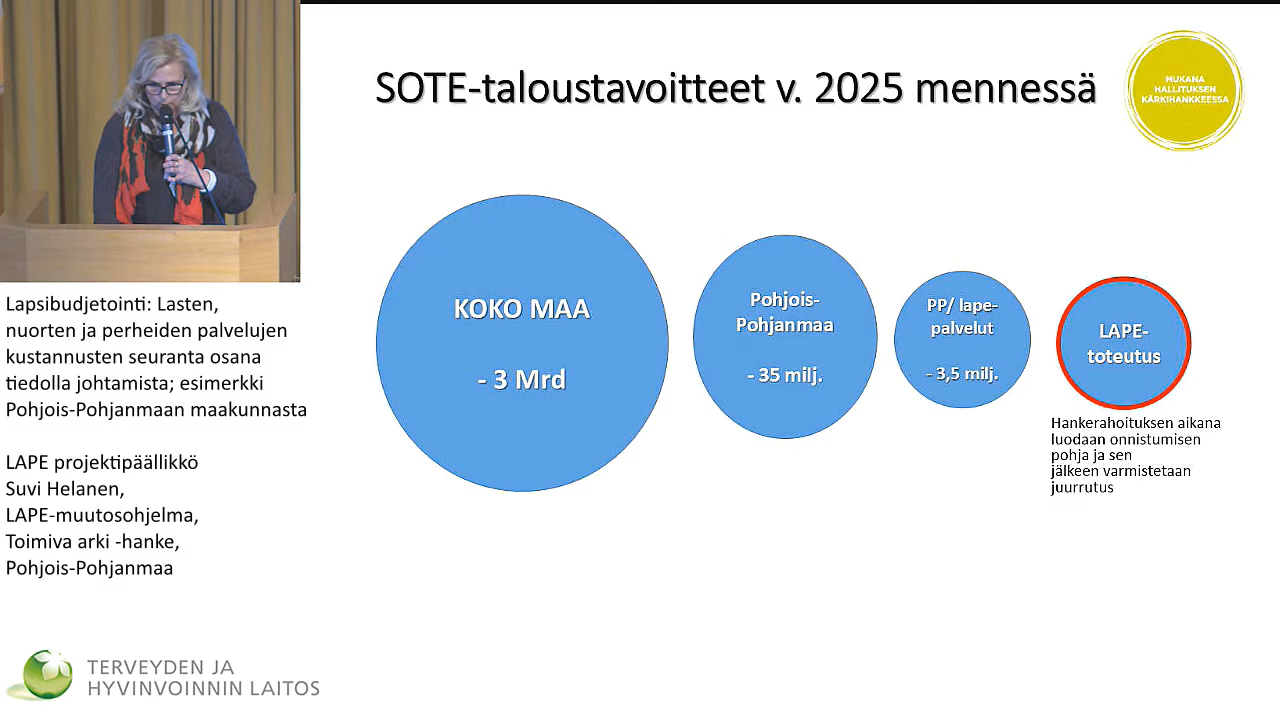 SOTE-taloustavoitteet v. 2025 mennessä
MUKANA
HALLITUKSEN
KÄRKIHANKKEESSA
KOKO MAA
- 3 Mrd
Pohjois-
Pohjanmaa
- 35 milj.
PP/ lape-
palvelut
- 3,5 milj.
LAPE-
toteutus
Hankerahoituksen aikana
luodaan onnistumisen
pohja ja sen
jälkeen varmistetaan
juurrutus
Lapsibudjetointi: Lasten,
nuorten ja perheiden palvelujen
kustannusten seuranta osana
tiedolla johtamista; esimerkki
Pohjois-Pohjanmaan maakunnasta
LAPE projektipäällikkö
Suvi Helanen,
LAPE-muutosohjelma,
Toimiva arki -hanke,
Pohjois-Pohjanmaa
TERVEYDEN JA
HYVINVOINNIN LAITOS